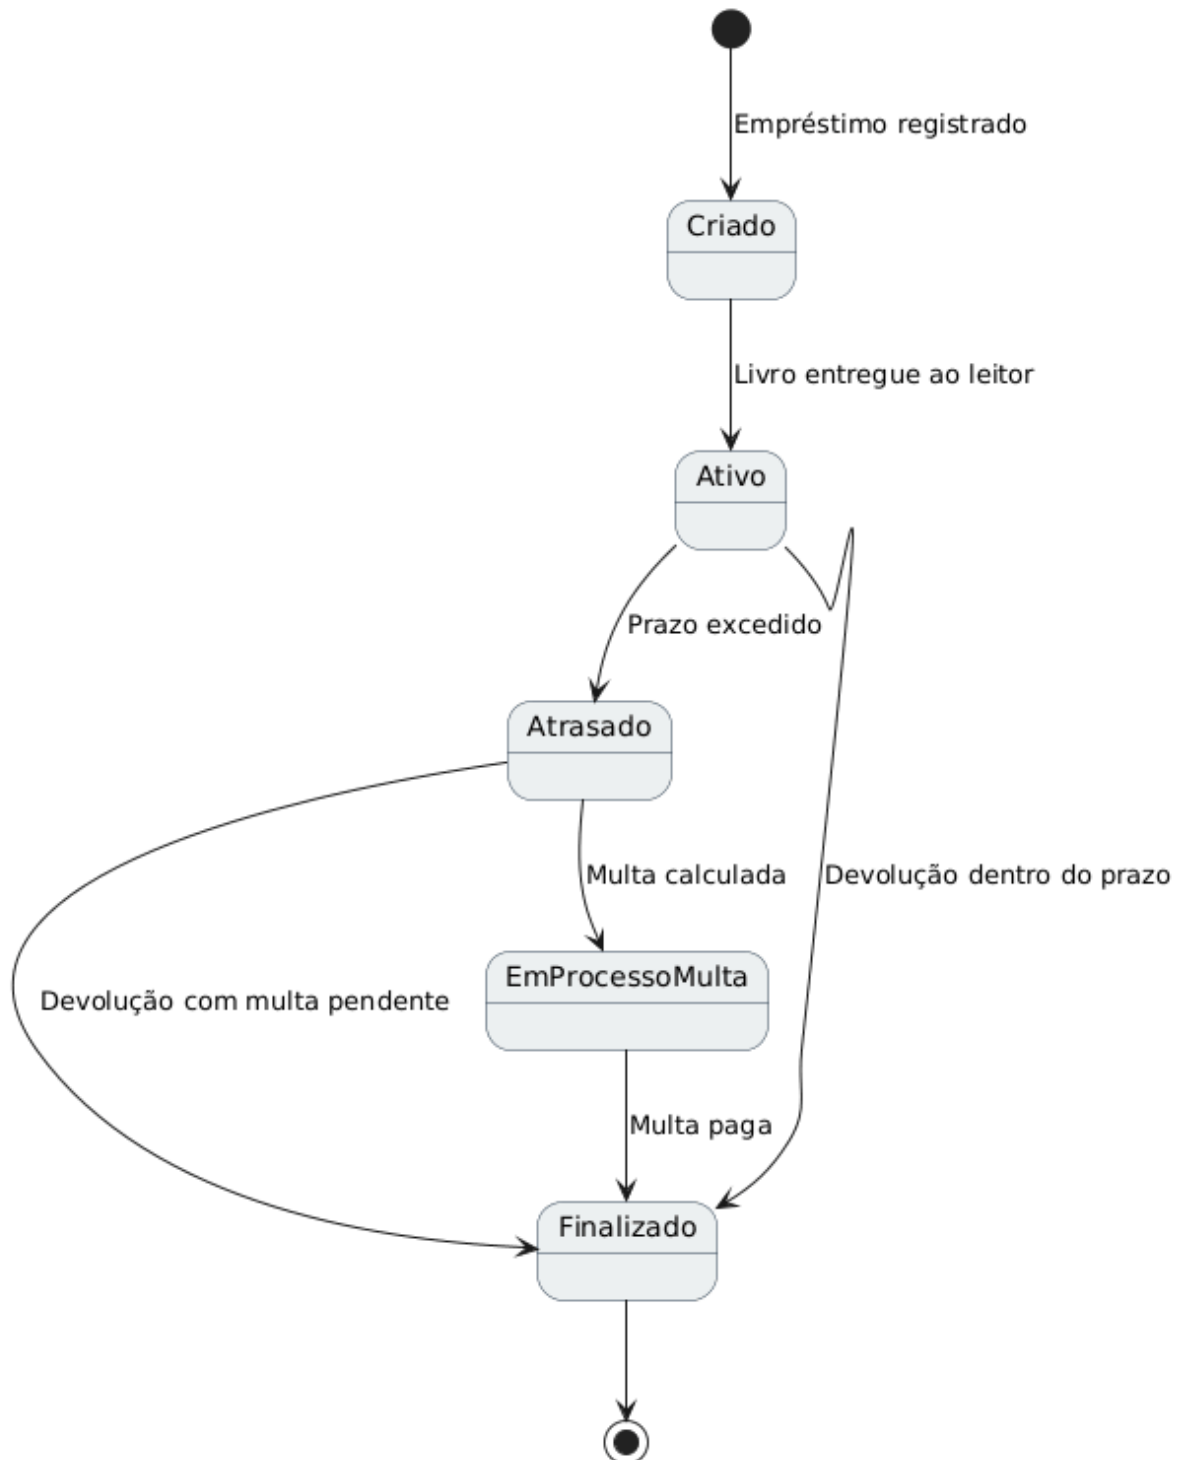 Empréstimo registrado
Criado
Livro entregue ao leitor
Ativo
Prazo excedido
Atrasado
Multa calculada
Devolução dentro do prazo
EmProcessoMulta
Devolução com multa pendente
Multa paga
Finalizado